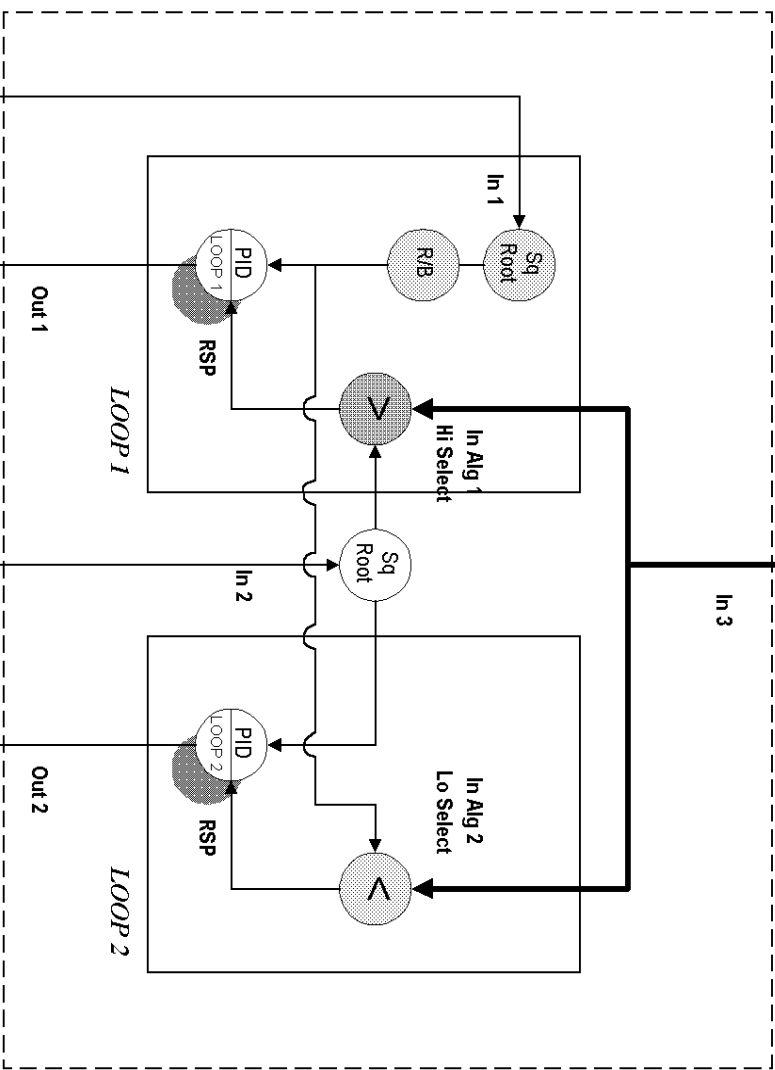 In 3
Sq
Root
In 1
R/B
In Alg 1
Hi Select
In Alg 2
Lo Select
>
Sq
Root
<
In 2
PID
LOOP 1
RSP
PID
LOOP 2
RSP
LOOP 1
LOOP 2
Out 1
Out 2